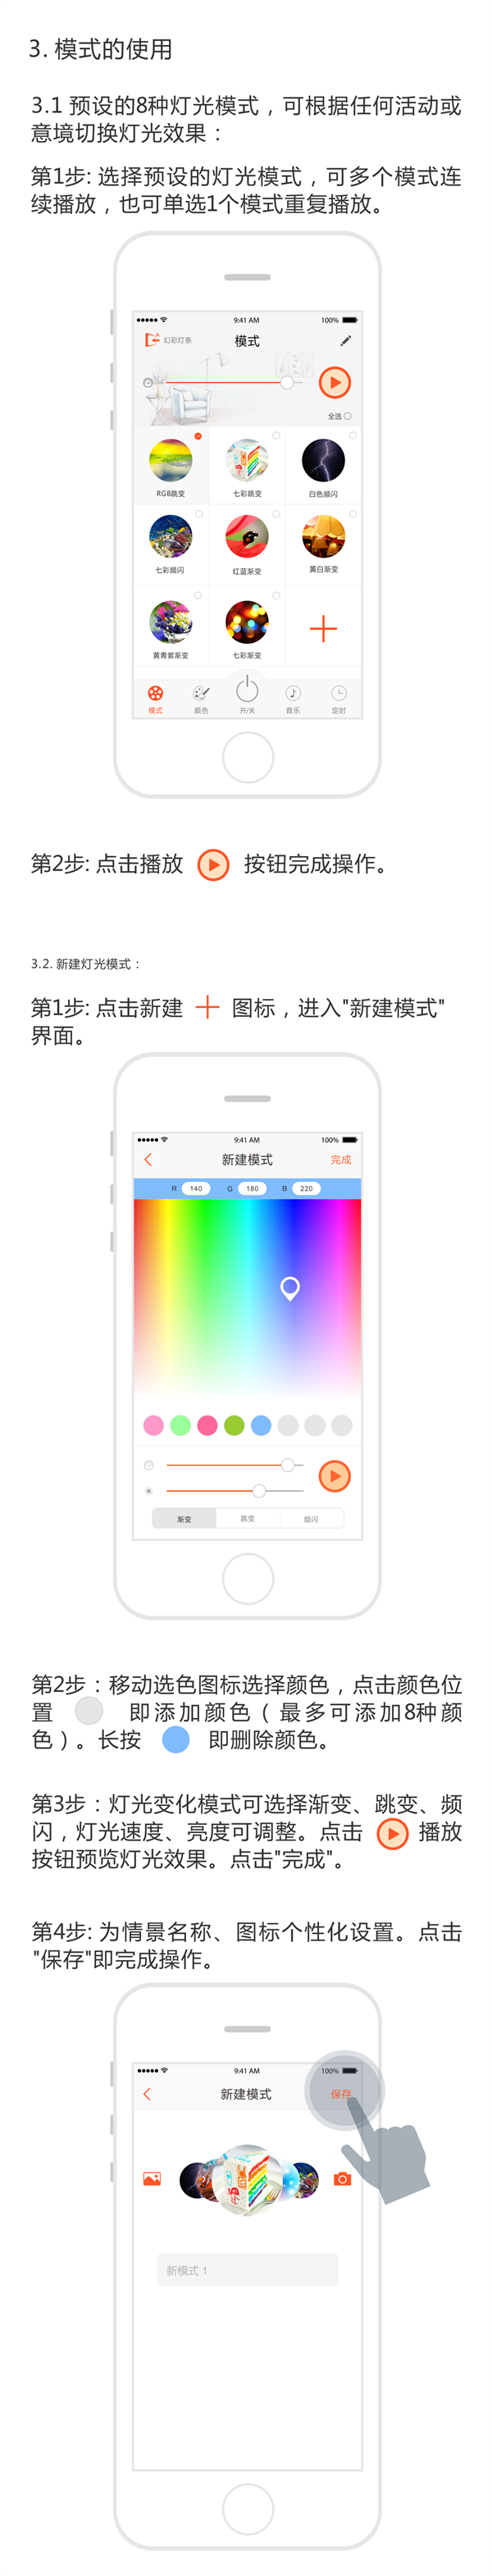 3. 模式的使用
3.1 预设的8种灯光模式，可根据任何活动或
意境切换灯光效果：
第1步: 选择预设的灯光模式，可多个模式连
续播放，也可单选1个模式重复播放。
9:41 AM 100%
幻彩灯条 模式
全选
RGB跳变 七彩跳变 白色频闪
七彩频闪 红蓝渐变 黄白渐变
黄青紫渐变 七彩渐变
模式 颜色 开/关 音乐 定时
第2步: 点击播放 按钮完成操作。
3.2. 新建灯光模式：
第1步: 点击新建 图标，进入"新建模式"
界面。
9:41 AM 100%
新建模式 完成
R 140 G 180 B 220
渐变 跳变 频闪
第2步：移动选色图标选择颜色，点击颜色位
置 即添加颜色（最多可添加8种颜
色）。长按 即删除颜色。
第3步：灯光变化模式可选择渐变、跳变、频
闪，灯光速度、亮度可调整。点击 播放
按钮预览灯光效果。点击"完成"。
第4步: 为情景名称、图标个性化设置。点击
"保存"即完成操作。
9:41 AM 100%
新建模式 保存
新模式 1